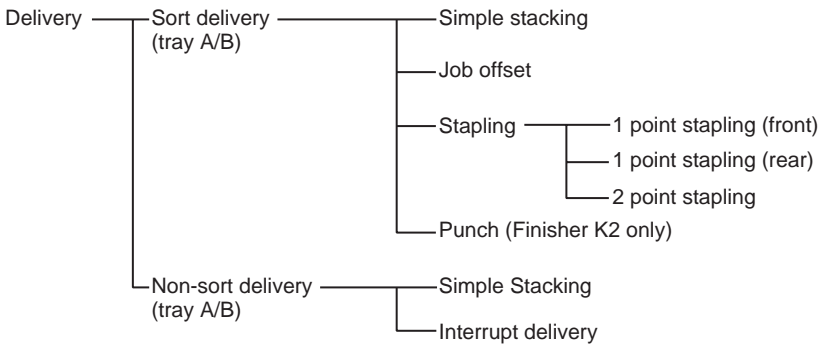 Delivery
Sort delivery
(tray A/B)
Simple stacking
Job offset
Stapling
1 point stapling (front)
1 point stapling (rear)
2 point stapling
Punch (Finisher K2 only)
Non-sort delivery
(tray A/B)
Simple Stacking
Interrupt delivery